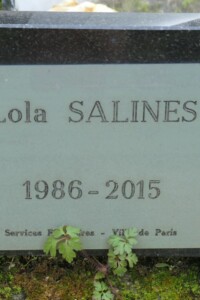 Lola SALINES
1986-2015
Services - Ville de Paris